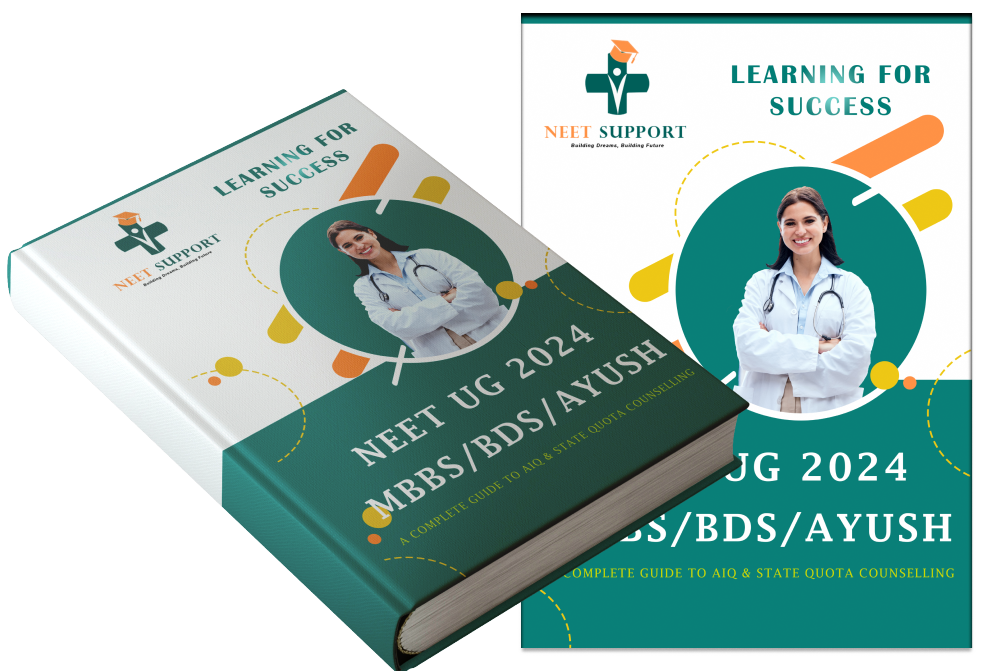 LEARNING FOR
SUCCESS
NEET SUPPORT
Building Dreams, Building Future
NEET UG 2024
MBBS/BDS/AYUSH
A COMPLETE GUIDE TO AIQ & STATE QUOTA COUNSELLING
NEET SUPPORT
Building Dreams, Building Future
LEARNING FOR
SUCCESS
UG 2024
BS/BDS/AYUSH
COMPLETE GUIDE TO AIQ & STATE QUOTA COUNSELLING